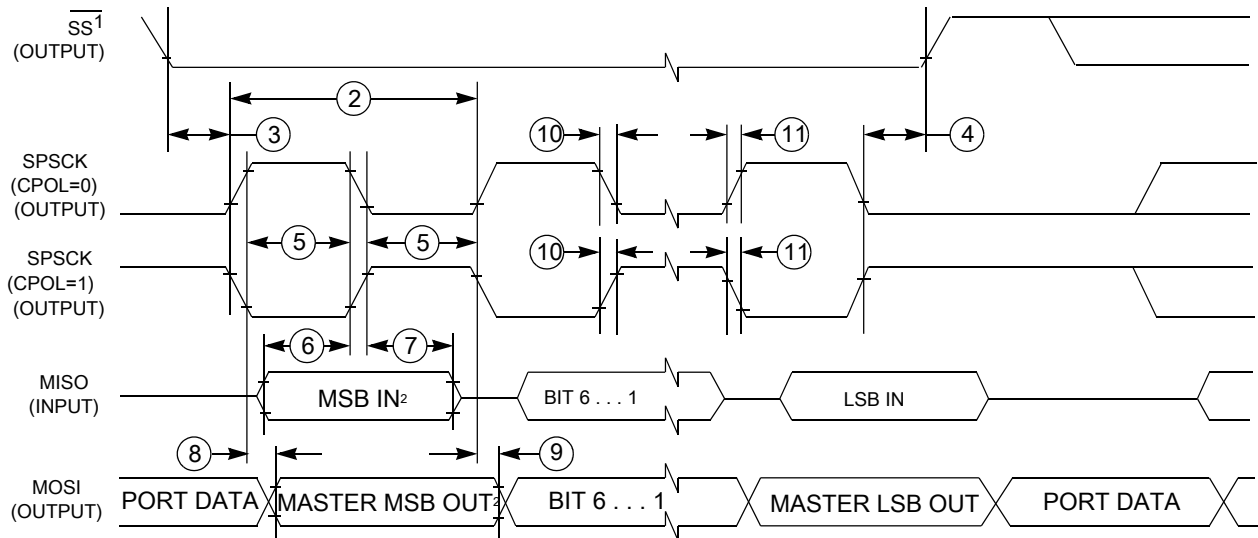 SS¹
(OUTPUT)
②
③
⑩
⑪
④
SPSCK
(CPOL=0)
(OUTPUT)
⑤
⑤
SPSCK
(CPOL=1)
(OUTPUT)
⑩
⑪
⑥
⑦
MISO
(INPUT)
MSB IN²
BIT 6 . . . 1
LSB IN
⑧
⑨
MOSI
(OUTPUT)
PORT DATA
MASTER MSB OUT²
BIT 6 . . . 1
MASTER LSB OUT
PORT DATA